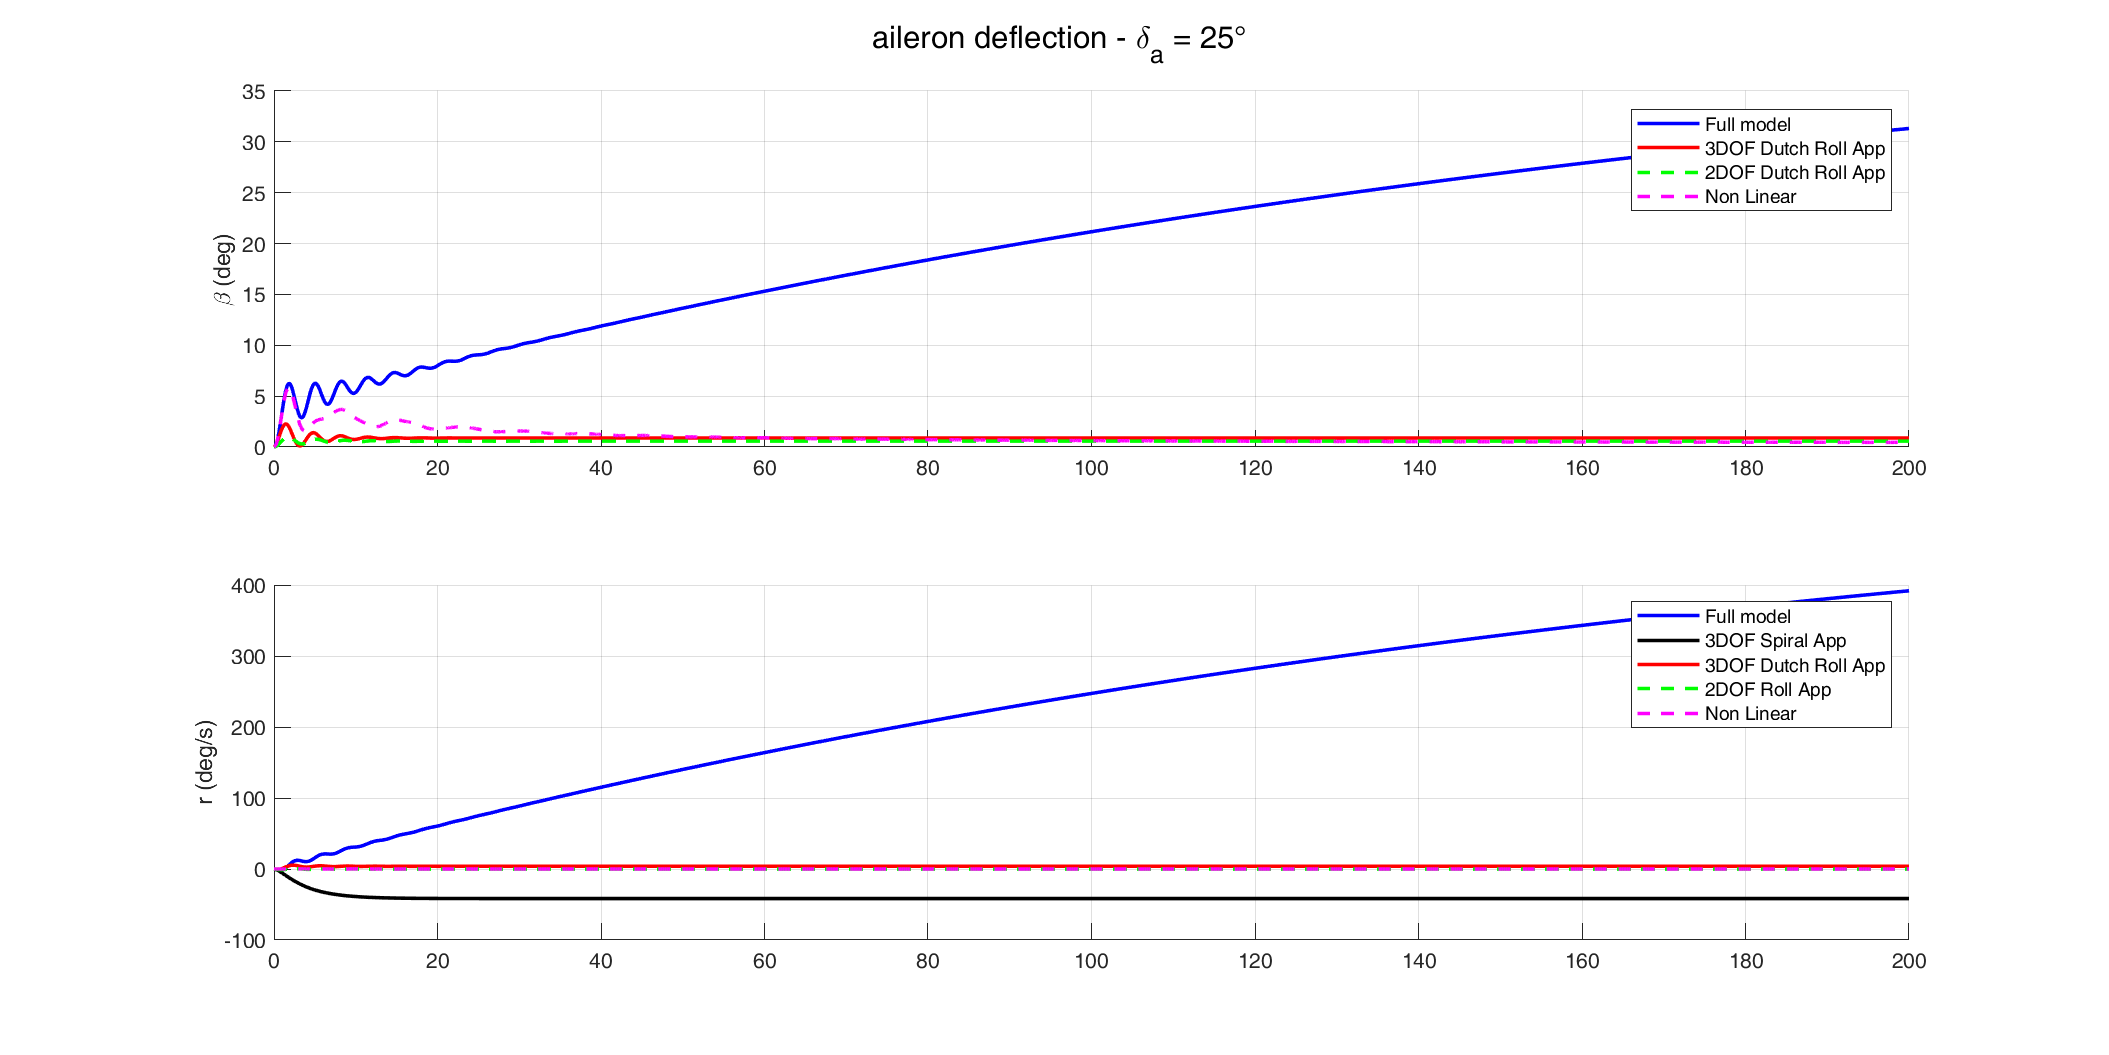 aileron deflection - δa = 25°
35
30
25
20
15
10
5
0
β (deg)
0 20 40 60 80 100 120 140 160 180 200
Full model
3DOF Dutch Roll App
2DOF Dutch Roll App
Non Linear
400
300
200
100
0
-100
r (deg/s)
0 20 40 60 80 100 120 140 160 180 200
Full model
3DOF Spiral App
3DOF Dutch Roll App
2DOF Roll App
Non Linear